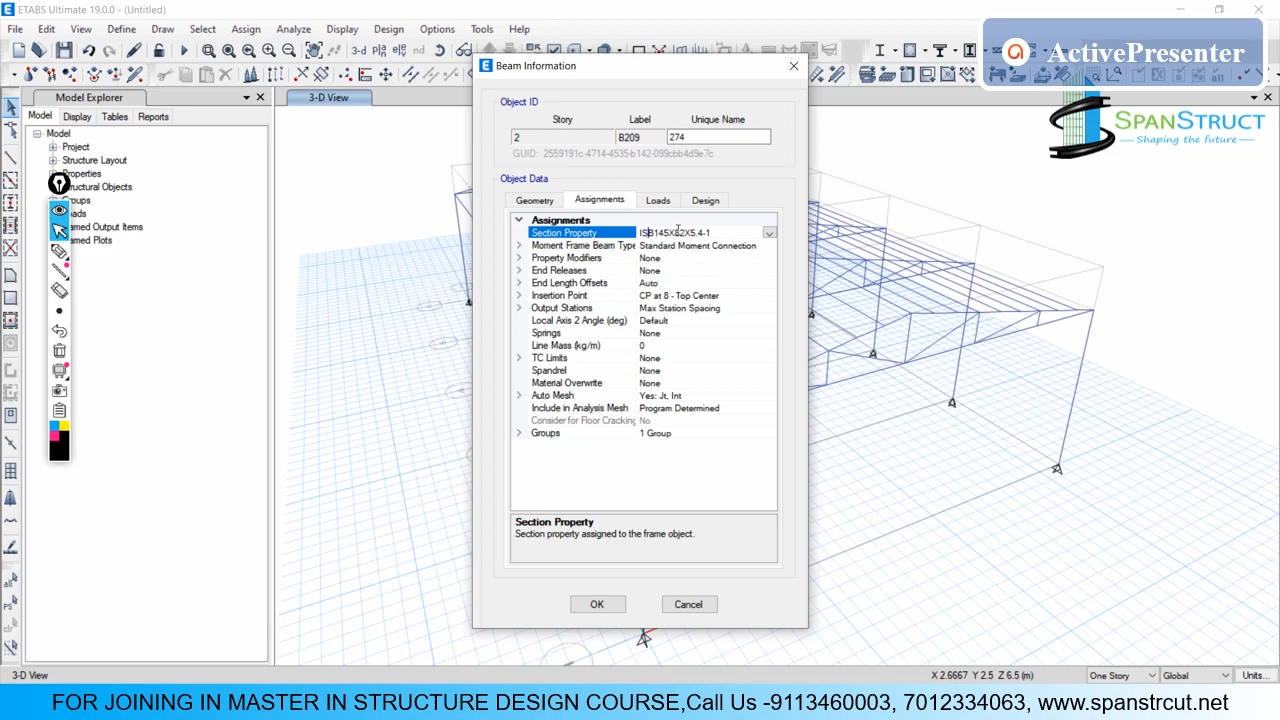 ETABS Ultimate 19.0.0 - (Untitled)
File Edit View Define Draw Select Assign Analyze Display Design Options Tools Help
ActivePresenter
SPANSTRUCT
Shaping the future
Model Explorer
Model Display Tables Reports
Model
Project
Structure Layout
Properties
tructural Objects
roups
oads
amed Output Items
amed Plots
3-D View
Beam Information
Object ID
Story Label Unique Name
2 B209 274
GUID: 2559191c-4714-4535-b142-099cbb4d9e7c
Object Data
Geometry Assignments Loads Design
Assignments
Section Property ISB145X82X5.4-1
Moment Frame Beam Type Standard Moment Connection
Property Modifiers None
End Releases None
End Length Offsets Auto
Insertion Point CP at 8 - Top Center
Output Stations Max Station Spacing
Local Axis 2 Angle (deg) Default
Springs None
Line Mass (kg/m) 0
TC Limits None
Spandrel None
Material Overwrite None
Auto Mesh Yes: Jt, Int
Include in Analysis Mesh Program Determined
Consider for Floor Cracking No
Groups 1 Group
Section Property
Section property assigned to the frame object.
OK Cancel
3-D View X 2.6667 Y 2.5 Z 6.5 (m) One Story Global Units...
FOR JOINING IN MASTER IN STRUCTURE DESIGN COURSE,Call Us -9113460003, 7012334063, www.spanstrcut.net